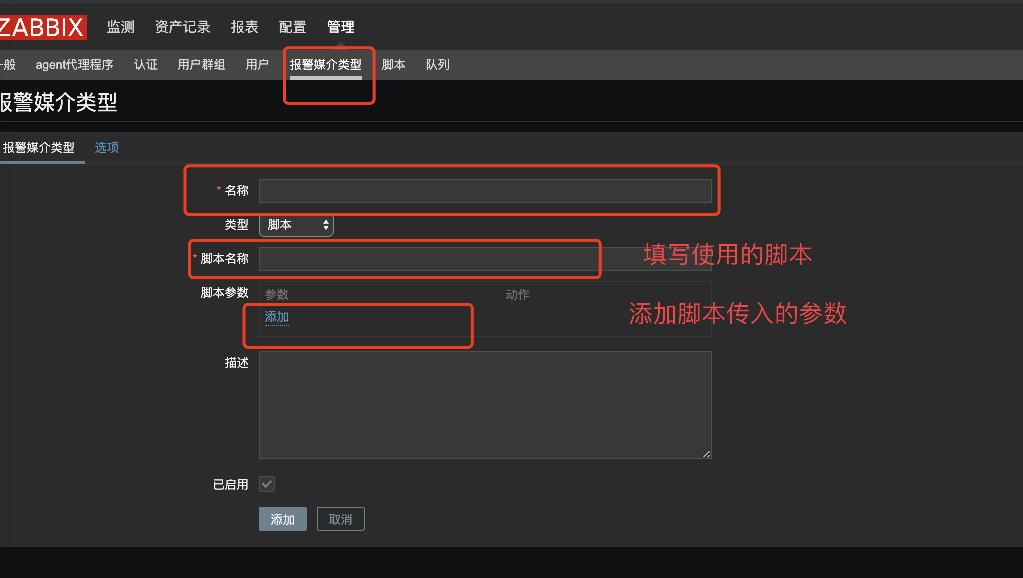 ZABBIX 监测 资产记录 报表 配置 管理
一般 agent代理程序 认证 用户群组 用户 报警媒介类型 脚本 队列
报警媒介类型
报警媒介类型 选项
* 名称
类型 脚本
* 脚本名称 填写使用的脚本
脚本参数 参数 动作
添加 添加脚本传入的参数
描述
已启用
添加 取消